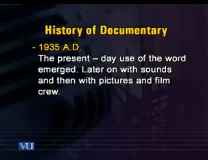 History of Documentary
- 1935 A.D.
The present – day use of the word
emerged. Later on with sounds
and then with pictures and film
crew.
VU